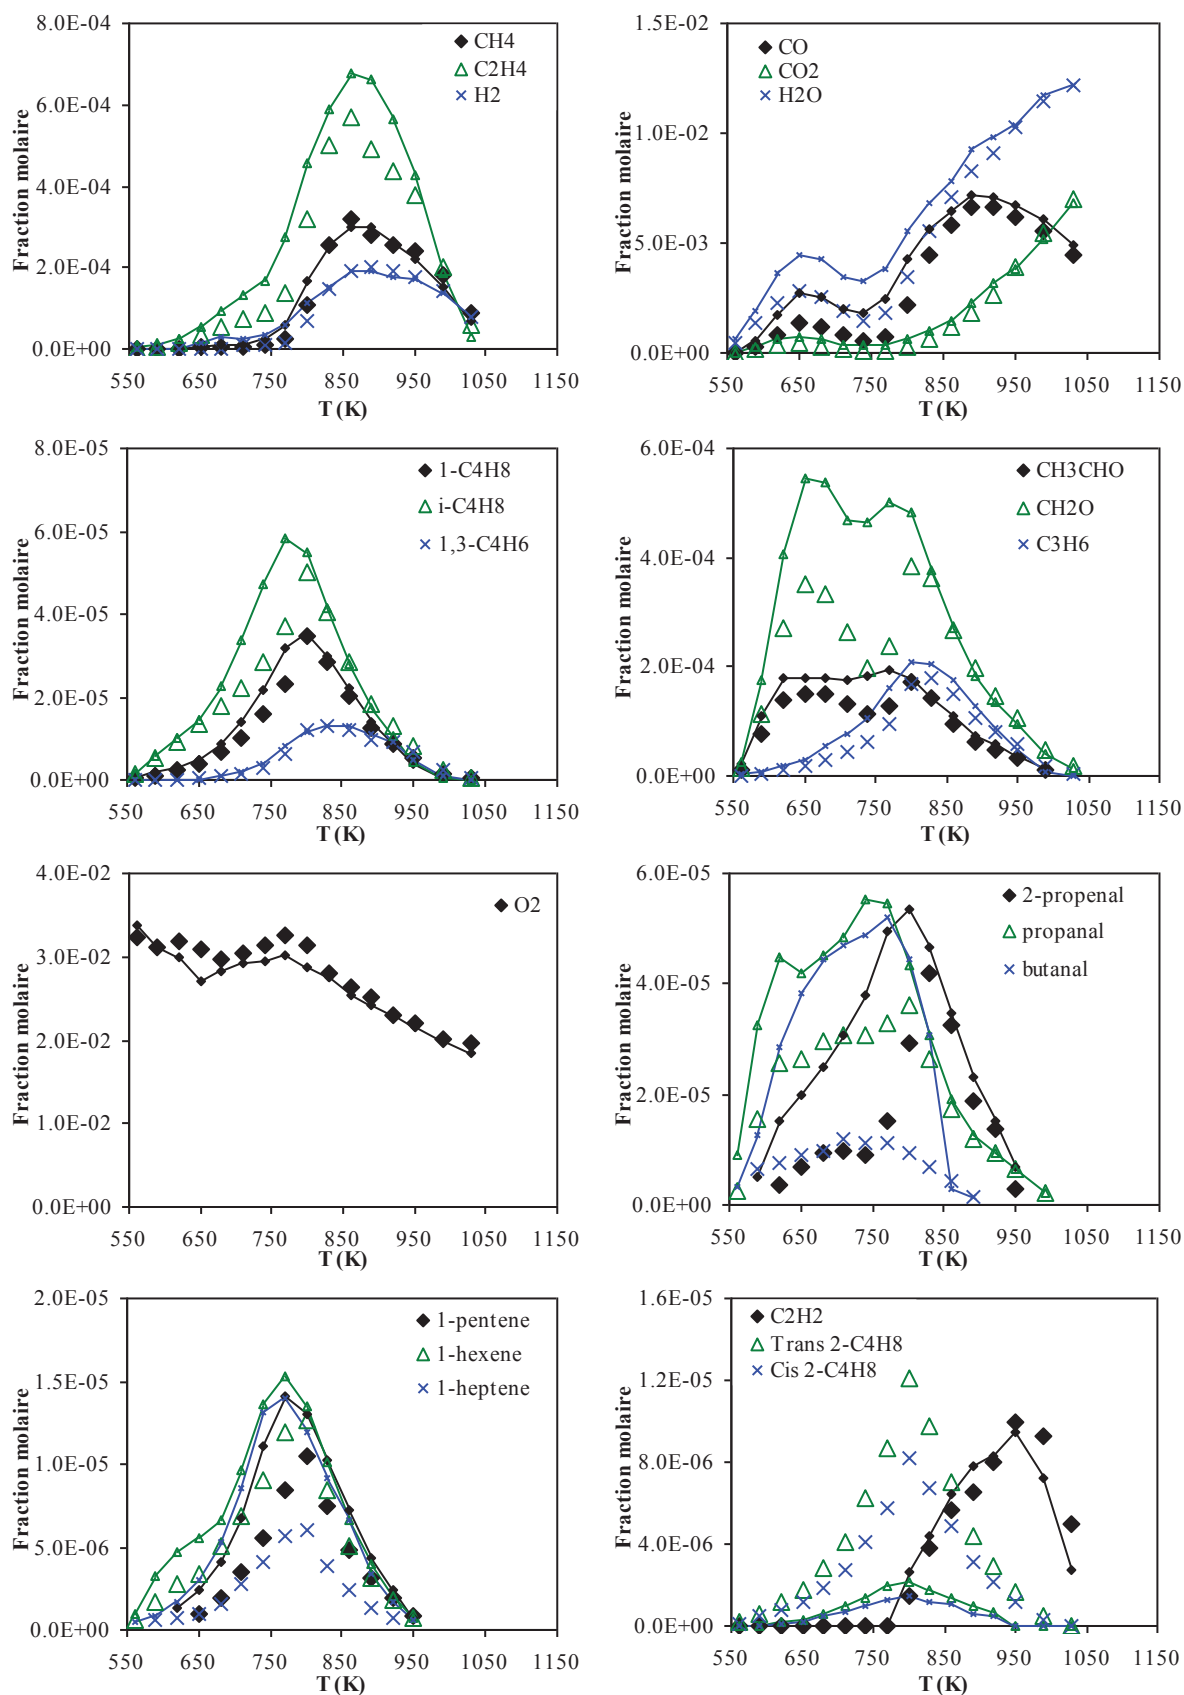 8.0E-04
6.0E-04
4.0E-04
2.0E-04
0.0E+00
Fraction molaire
CH4
C2H4
H2
550 650 750 850 950 1050 1150
T (K)
1.5E-02
1.0E-02
5.0E-03
0.0E+00
Fraction molaire
CO
CO2
H2O
550 650 750 850 950 1050 1150
T (K)
8.0E-05
6.0E-05
4.0E-05
2.0E-05
0.0E+00
Fraction molaire
1-C4H8
i-C4H8
1,3-C4H6
550 650 750 850 950 1050 1150
T (K)
6.0E-04
4.0E-04
2.0E-04
0.0E+00
Fraction molaire
CH3CHO
CH2O
C3H6
550 650 750 850 950 1050 1150
T (K)
4.0E-02
3.0E-02
2.0E-02
1.0E-02
0.0E+00
Fraction molaire
O2
550 650 750 850 950 1050 1150
T (K)
6.0E-05
4.0E-05
2.0E-05
0.0E+00
Fraction molaire
2-propenal
propanal
butanal
550 650 750 850 950 1050 1150
T (K)
2.0E-05
1.5E-05
1.0E-05
5.0E-06
0.0E+00
Fraction molaire
1-pentene
1-hexene
1-heptene
550 650 750 850 950 1050 1150
T (K)
1.6E-05
1.2E-05
8.0E-06
4.0E-06
0.0E+00
Fraction molaire
C2H2
Trans 2-C4H8
Cis 2-C4H8
550 650 750 850 950 1050 1150
T (K)